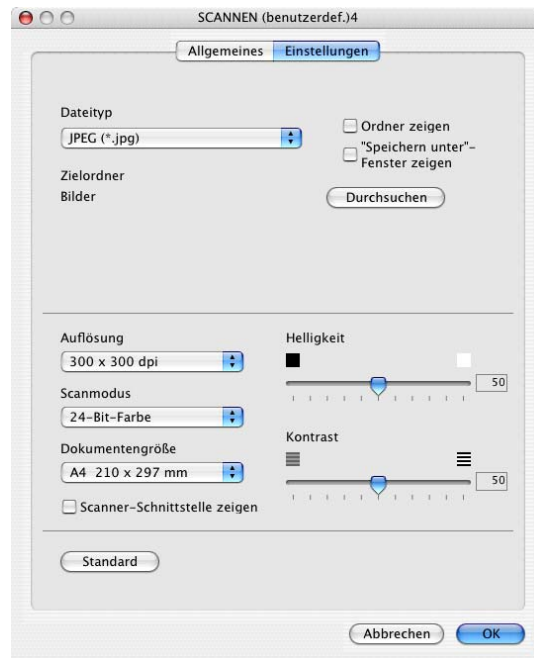 SCANNEN (benutzerdef.)4
Allgemeines Einstellungen
Dateityp
JPEG (*.jpg)
Ordner zeigen
"Speichern unter"-
Fenster zeigen
Zielordner
Bilder
Durchsuchen
Auflösung
300 x 300 dpi
Scanmodus
24-Bit-Farbe
Dokumentengröße
A4 210 x 297 mm
Scanner-Schnittstelle zeigen
Helligkeit
50
Kontrast
50
Standard
Abbrechen OK